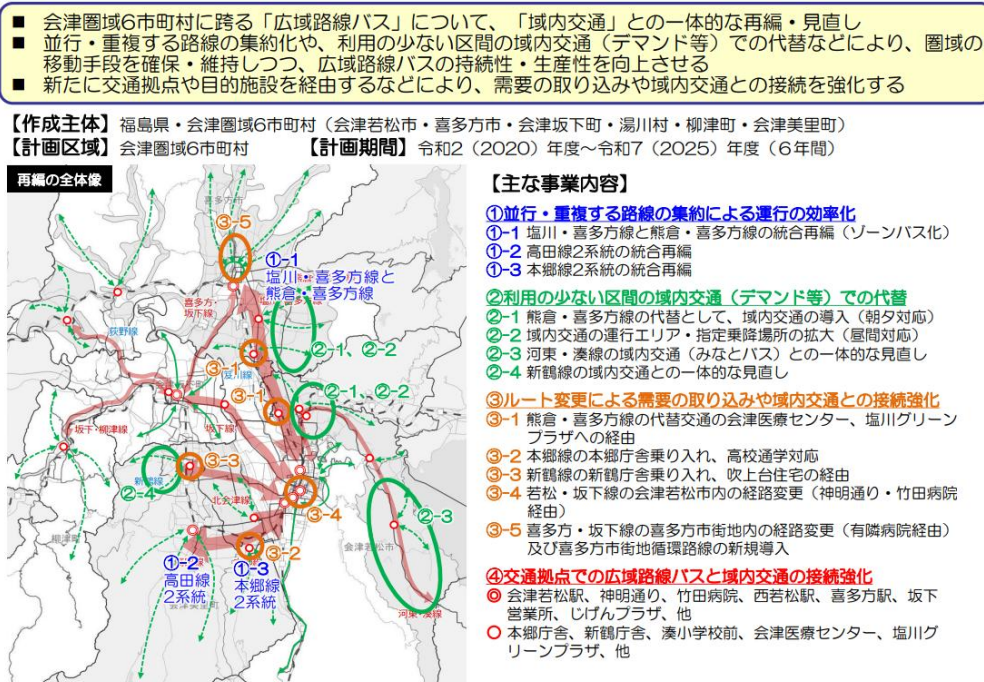 ■ 会津圏域6市町村に跨る「広域路線バス」について、「域内交通」との一体的な再編・見直し
■ 並行・重複する路線の集約化や、利用の少ない区間の域内交通（デマンド等）での代替などにより、圏域の
移動手段を確保・維持しつつ、広域路線バスの持続性・生産性を向上させる
■ 新たに交通拠点や目的施設を経由するなどにより、需要の取り込みや域内交通との接続を強化する
【作成主体】福島県・会津圏域6市町村（会津若松市・喜多方市・会津坂下町・湯川村・柳津町・会津美里町）
【計画区域】会津圏域6市町村 【計画期間】令和2（2020）年度～令和7（2025）年度（6年間）
再編の全体像
喜多方市
③-5
①-1
塩川・喜多方線と
熊倉・喜多方線
喜多方・
坂下線
荻野線
②-1、②-2
③-1
③-1
②-1、②-2
坂下線
坂下・柳津線
③-3
②-4
北会津線
③-4
②-3
柳津町
会津若松市
③-2
①-2
高田線
2系統
①-3
本郷線
2系統
会津美里町
河東・湊線
【主な事業内容】
①並行・重複する路線の集約による運行の効率化
①-1 塩川・喜多方線と熊倉・喜多方線の統合再編（ゾーンバス化）
①-2 高田線2系統の統合再編
①-3 本郷線2系統の統合再編
②利用の少ない区間の域内交通（デマンド等）での代替
②-1 熊倉・喜多方線の代替として、域内交通の導入（朝夕対応）
②-2 域内交通の運行エリア・指定乗降場所の拡大（昼間対応）
②-3 河東・湊線の域内交通（みなとバス）との一体的な見直し
②-4 新鶴線の域内交通との一体的な見直し
③ルート変更による需要の取り込みや域内交通との接続強化
③-1 熊倉・喜多方線の代替交通の会津医療センター、塩川グリーン
プラザへの経由
③-2 本郷線の本郷庁舎乗り入れ、高校通学対応
③-3 新鶴線の新鶴庁舎乗り入れ、吹上台住宅の経由
③-4 若松・坂下線の会津若松市内の経路変更（神明通り・竹田病院
経由）
③-5 喜多方・坂下線の喜多方市街地内の経路変更（有隣病院経由）
及び喜多方市街地循環路線の新規導入
④交通拠点での広域路線バスと域内交通の接続強化
◎ 会津若松駅、神明通り、竹田病院、西若松駅、喜多方駅、坂下
営業所、じげんプラザ、他
○ 本郷庁舎、新鶴庁舎、湊小学校前、会津医療センター、塩川グ
リーンプラザ、他